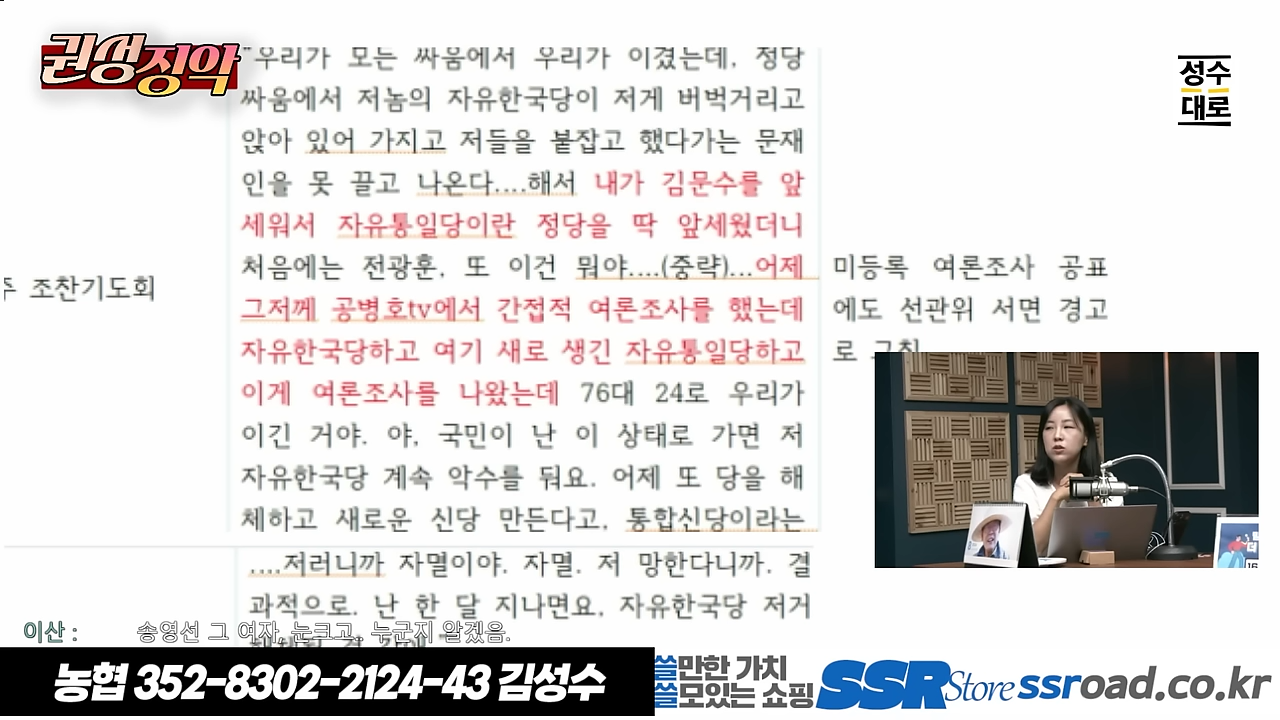 권성징악
성수
대로
"우리가 모든 싸움에서 우리가 이겼는데, 정당
싸움에서 저놈의 자유한국당이 저게 버벅거리고
앉아 있어 가지고 저들을 붙잡고 했다가는 문재
인을 못 끌고 나온다....해서 내가 김문수를 앞
세워서 자유통일당이란 정당을 딱 앞세웠더니
처음에는 전광훈, 또 이건 뭐야....(중략)...어제
그저께 공병호tv에서 간접적 여론조사를 했는데
자유한국당하고 여기 새로 생긴 자유통일당하고
이게 여론조사를 나왔는데 76대 24로 우리가
이긴 거야. 야, 국민이 난 이 상태로 가면 저
자유한국당 계속 악수를 둬요. 어제 또 당을 해
체하고 새로운 신당 만든다고, 통합신당이라는
....저러니까 자멸이야. 자멸. 저 망한다니까. 결
과적으로. 난 한 달 지나면요, 자유한국당 저거
주 조찬기도회
미등록 여론조사 공표
에도 선관위 서면 경고
로 그침
이산 : 송영선 그 여자, 눈크고, 누군지 알겠음.
농협 352-8302-2124-43 김성수
쓸만한 가치
쓸모있는 쇼핑
SSR Store ssroad.co.kr
16